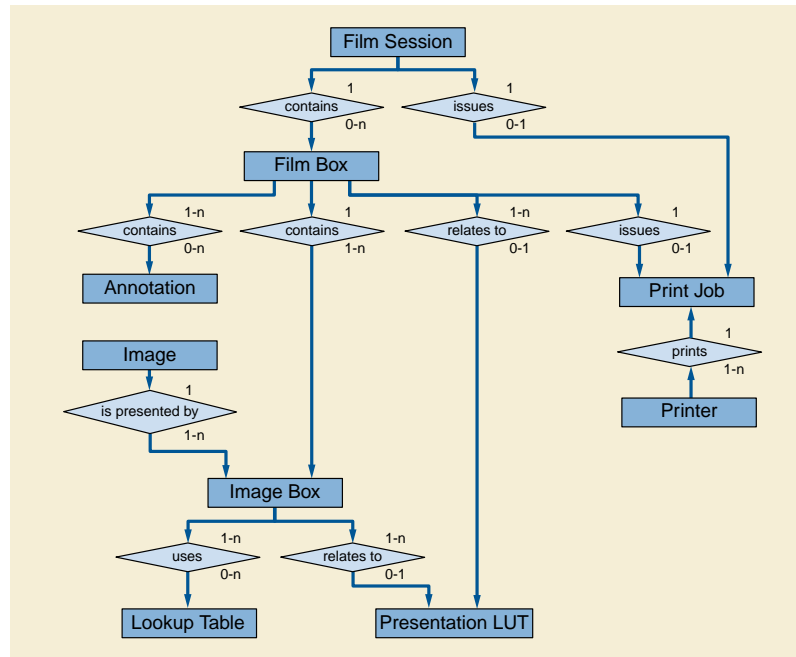 Film Session
1
1
contains
issues
0-n
0-1
Film Box
1-n
1
1-n
1
contains
contains
relates to
issues
0-n
1-n
0-1
0-1
Annotation
Print Job
1
Image
prints
1-n
1
is presented by
Printer
1-n
Image Box
1-n
1-n
uses
relates to
0-n
0-1
Lookup Table
Presentation LUT